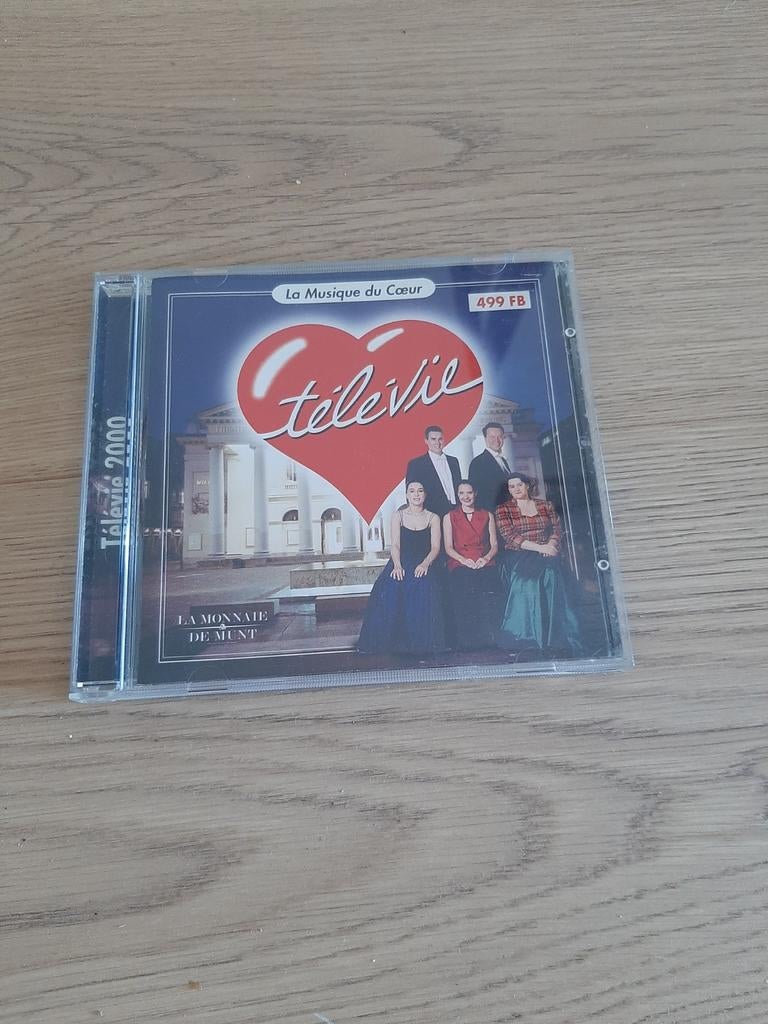 La Musique du Cœur
499 FB
télévie
LA MONNAIE
DE MUNT
Télévie 2000